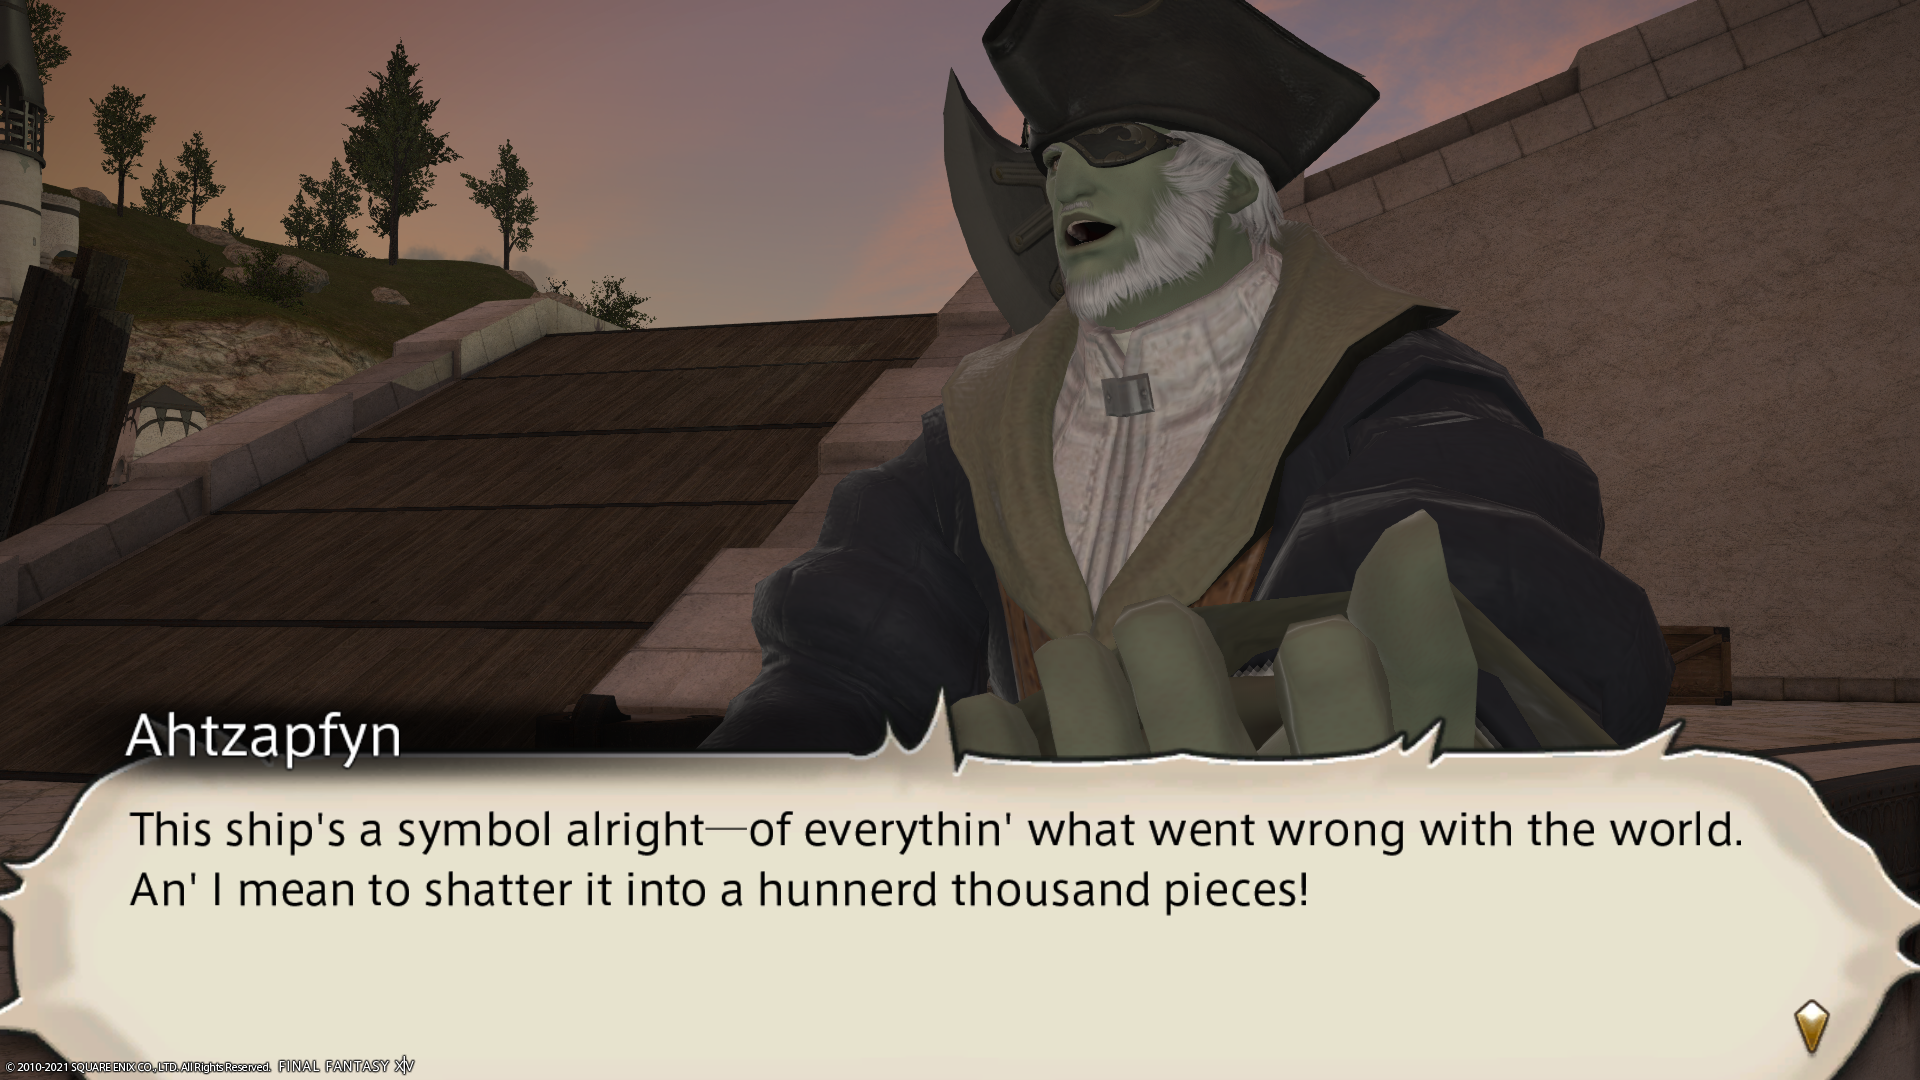 Ahtzapfyn
This ship's a symbol alright—of everythin' what went wrong with the world.
An' I mean to shatter it into a hunnerd thousand pieces!
© 2010-2021 SQUARE ENIX CO., LTD. All Rights Reserved. FINAL FANTASY XIV